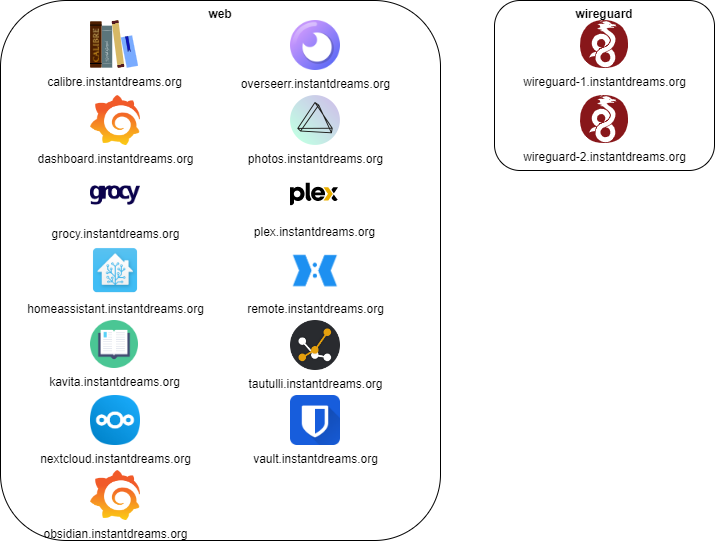 web
CALIBRE
calibre.instantdreams.org
overseerr.instantdreams.org
dashboard.instantdreams.org
photos.instantdreams.org
grocy
grocy.instantdreams.org
plex
plex.instantdreams.org
homeassistant.instantdreams.org
remote.instantdreams.org
kavita.instantdreams.org
tautulli.instantdreams.org
nextcloud.instantdreams.org
vault.instantdreams.org
obsidian.instantdreams.org
wireguard
wireguard-1.instantdreams.org
wireguard-2.instantdreams.org